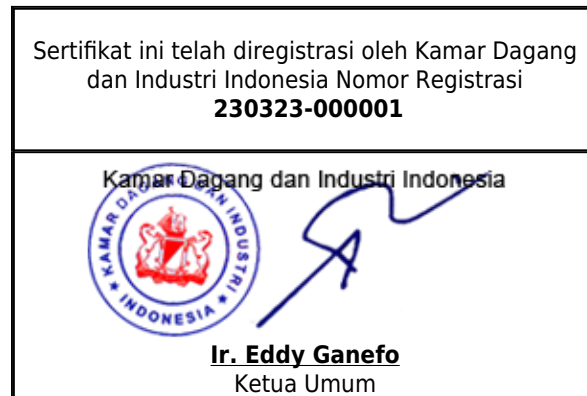 Sertifikat ini telah diregistrasi oleh Kamar Dagang
dan Industri Indonesia Nomor Registrasi
230323-000001
Kamar Dagang dan Industri Indonesia
KAMAR DAGANG DAN INDUSTRI
INDONESIA
Ir. Eddy Ganefo
Ketua Umum